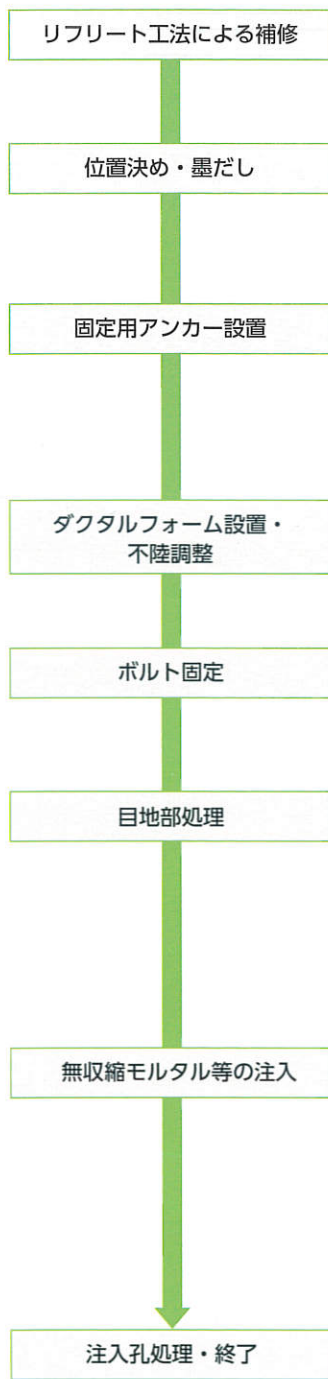 リフリート工法による補修
位置決め・墨だし
固定用アンカー設置
ダクタルフォーム設置・
不陸調整
ボルト固定
目地部処理
無収縮モルタル等の注入
注入孔処理・終了